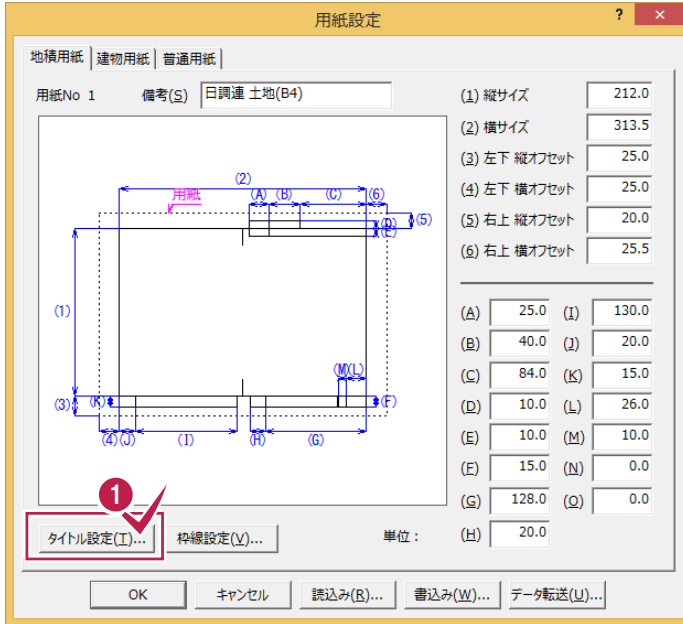 用紙設定
? ×
地積用紙 建物用紙 普通用紙
用紙No 1 備考(S) 日調連 土地(B4)
(1) 縦サイズ 212.0
(2) 横サイズ 313.5
(3) 左下 縦オフセット 25.0
(4) 左下 横オフセット 25.0
(5) 右上 縦オフセット 20.0
(6) 右上 横オフセット 25.5
(2)
用紙 (A) (B) (C) (6)
(D) (5)
(E)
(1)
(M)(L)
(3) (K) (F)
(4) (J) (I) (H) (G)
(A) 25.0 (I) 130.0
(B) 40.0 (J) 20.0
(C) 84.0 (K) 15.0
(D) 10.0 (L) 26.0
(E) 10.0 (M) 10.0
(F) 15.0 (N) 0.0
(G) 128.0 (O) 0.0
(H) 20.0
1
タイトル設定(T)... 枠線設定(V)... 単位：
OK キャンセル 読込み(R)... 書込み(W)... データ転送(U)...